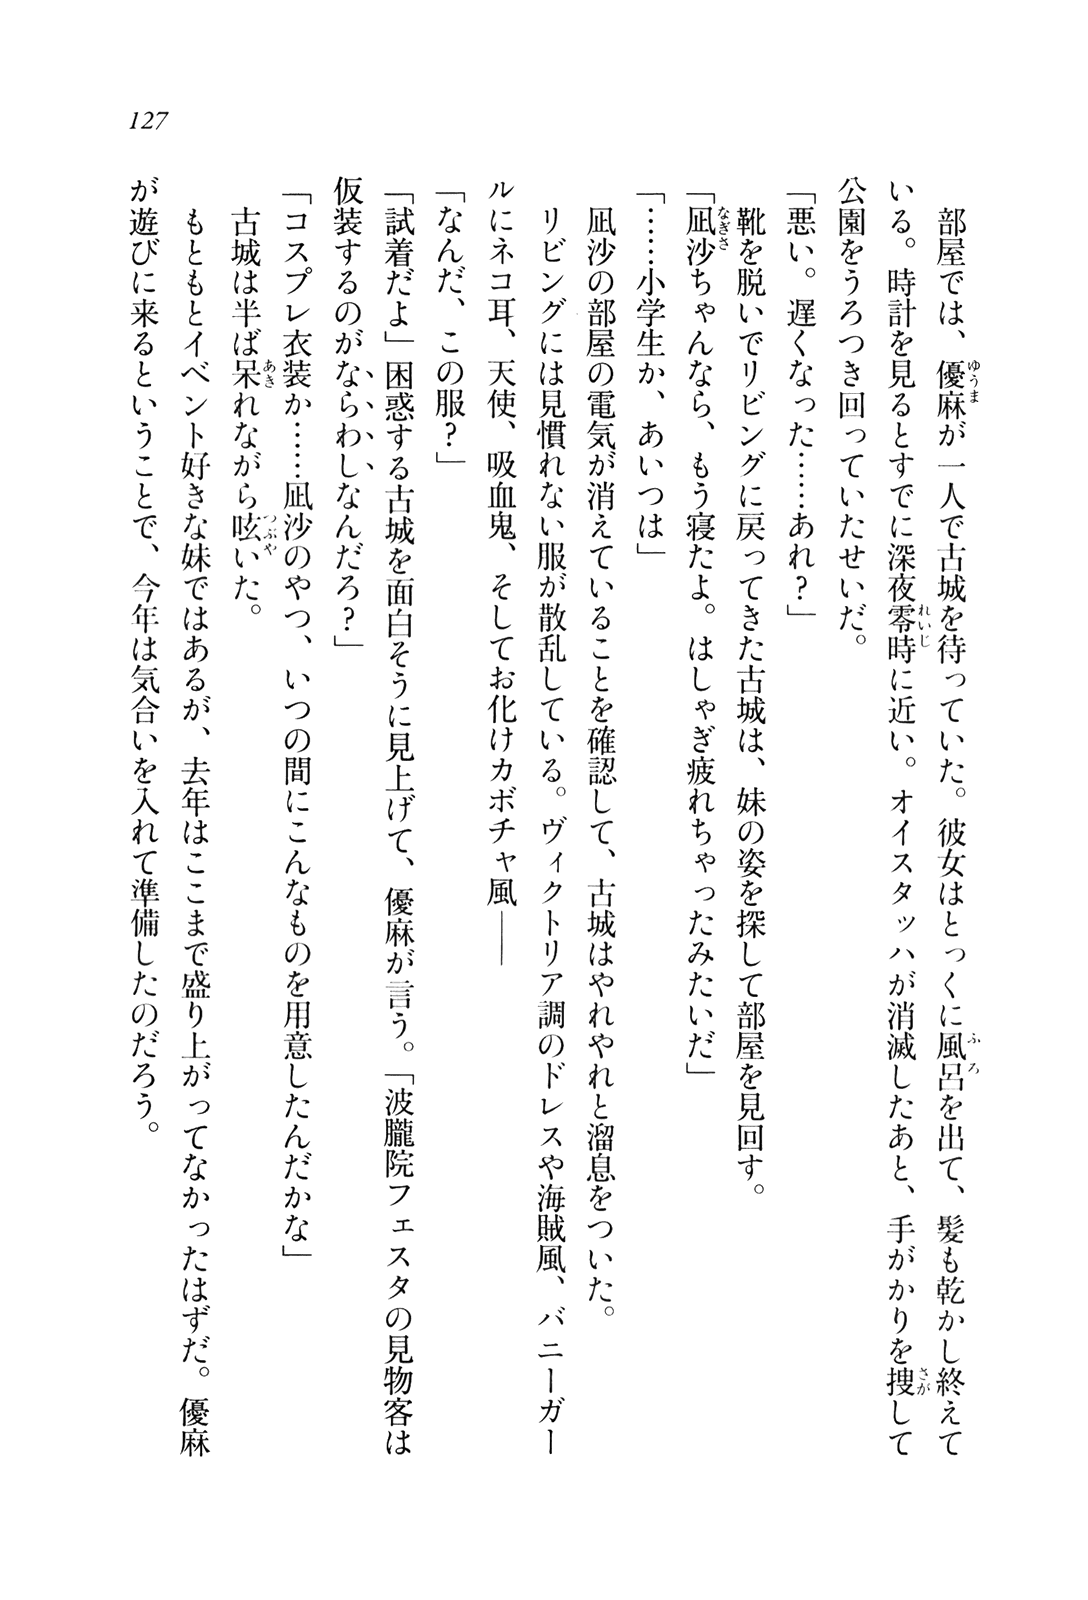 127
部屋では、優麻が一人で古城を待っていた。彼女はとっくに風呂を出て、髪も乾かし終えて
いる。時計を見るとすでに深夜零時に近い。オイスタッハが消滅したあと、手がかりを捜して
公園をうろつき回っていたせいだ。
「悪い。遅くなった……あれ？」
靴を脱いでリビングに戻ってきた古城は、妹の姿を探して部屋を見回す。
「凪沙ちゃんなら、もう寝たよ。はしゃぎ疲れちゃったみたいだ」
「……小学生か、あいつは」
凪沙の部屋の電気が消えていることを確認して、古城はやれやれと溜息をついた。
リビングには見慣れない服が散乱している。ヴィクトリア調のドレスや海賊風、バニーガー
ルにネコ耳、天使、吸血鬼、そしてお化けカボチャ風――
「なんだ、この服？」
「試着だよ」困惑する古城を面白そうに見上げて、優麻が言う。「波朧院フェスタの見物客は
仮装するのがならわしなんだろ？」
「コスプレ衣装か……凪沙のやつ、いつの間にこんなものを用意したんだかな」
古城は半ば呆れながら呟いた。
もともとイベント好きな妹ではあるが、去年はここまで盛り上がってなかったはずだ。優麻
が遊びに来るということで、今年は気合いを入れて準備したのだろう。